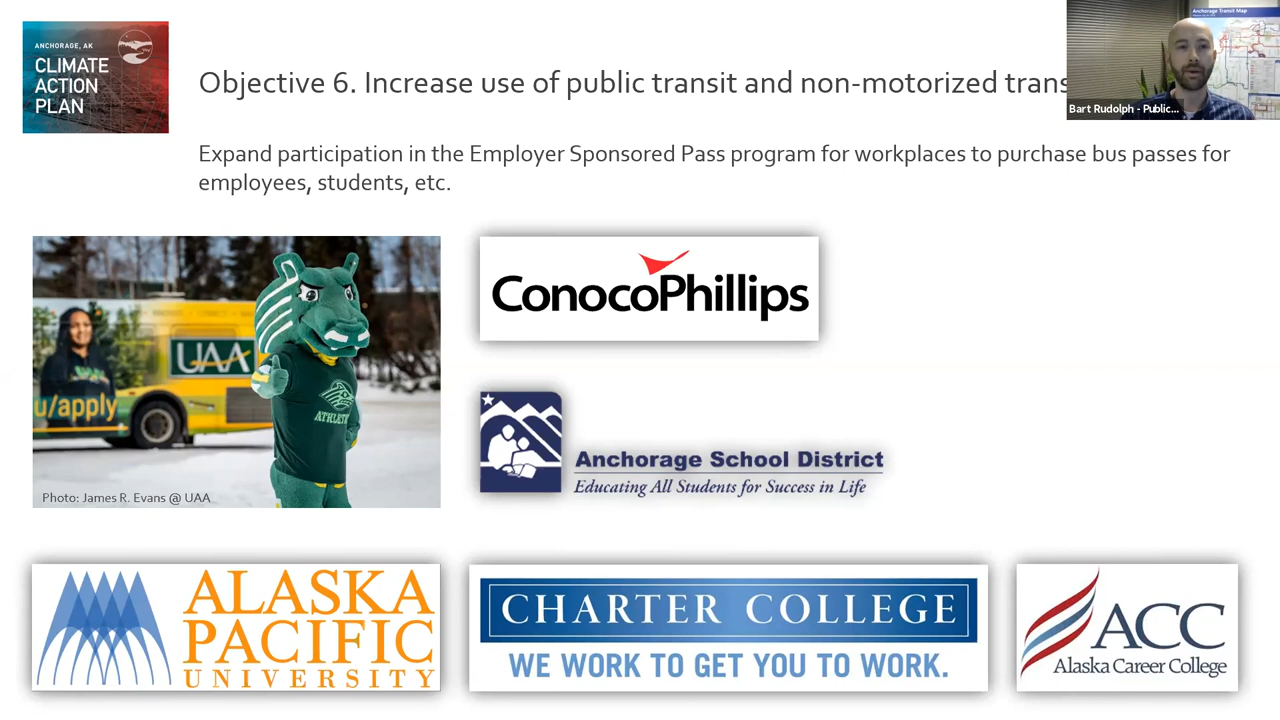 ANCHORAGE, AK
CLIMATE
ACTION
PLAN
Objective 6. Increase use of public transit and non-motorized trans
Anchorage Transit Map
Bart Rudolph - Public...
Expand participation in the Employer Sponsored Pass program for workplaces to purchase bus passes for
employees, students, etc.
UAA
u/apply
ATHLETI
Photo: James R. Evans @ UAA
ConocoPhillips
Anchorage School District
Educating All Students for Success in Life
ALASKA
PACIFIC
UNIVERSITY
CHARTER COLLEGE
WE WORK TO GET YOU TO WORK.
ACC
Alaska Career College